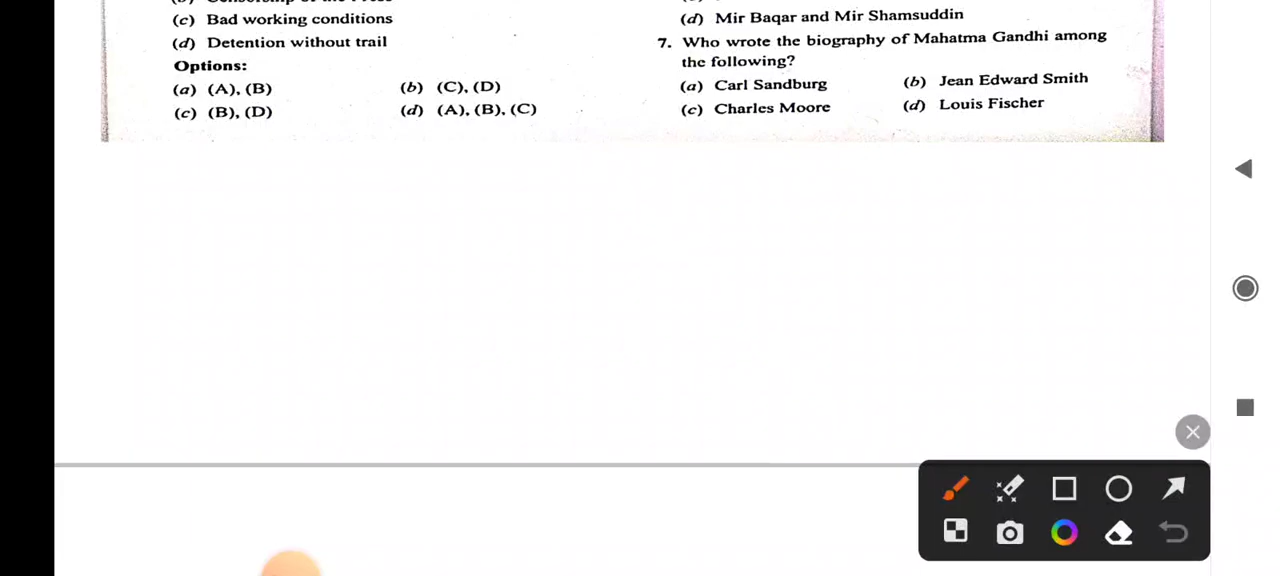 (c) Bad working conditions
(d) Detention without trail
Options:
(a) (A), (B) (b) (C), (D)
(c) (B), (D) (d) (A), (B), (C)
(d) Mir Baqar and Mir Shamsuddin
7. Who wrote the biography of Mahatma Gandhi among
the following?
(a) Carl Sandburg (b) Jean Edward Smith
(c) Charles Moore (d) Louis Fischer